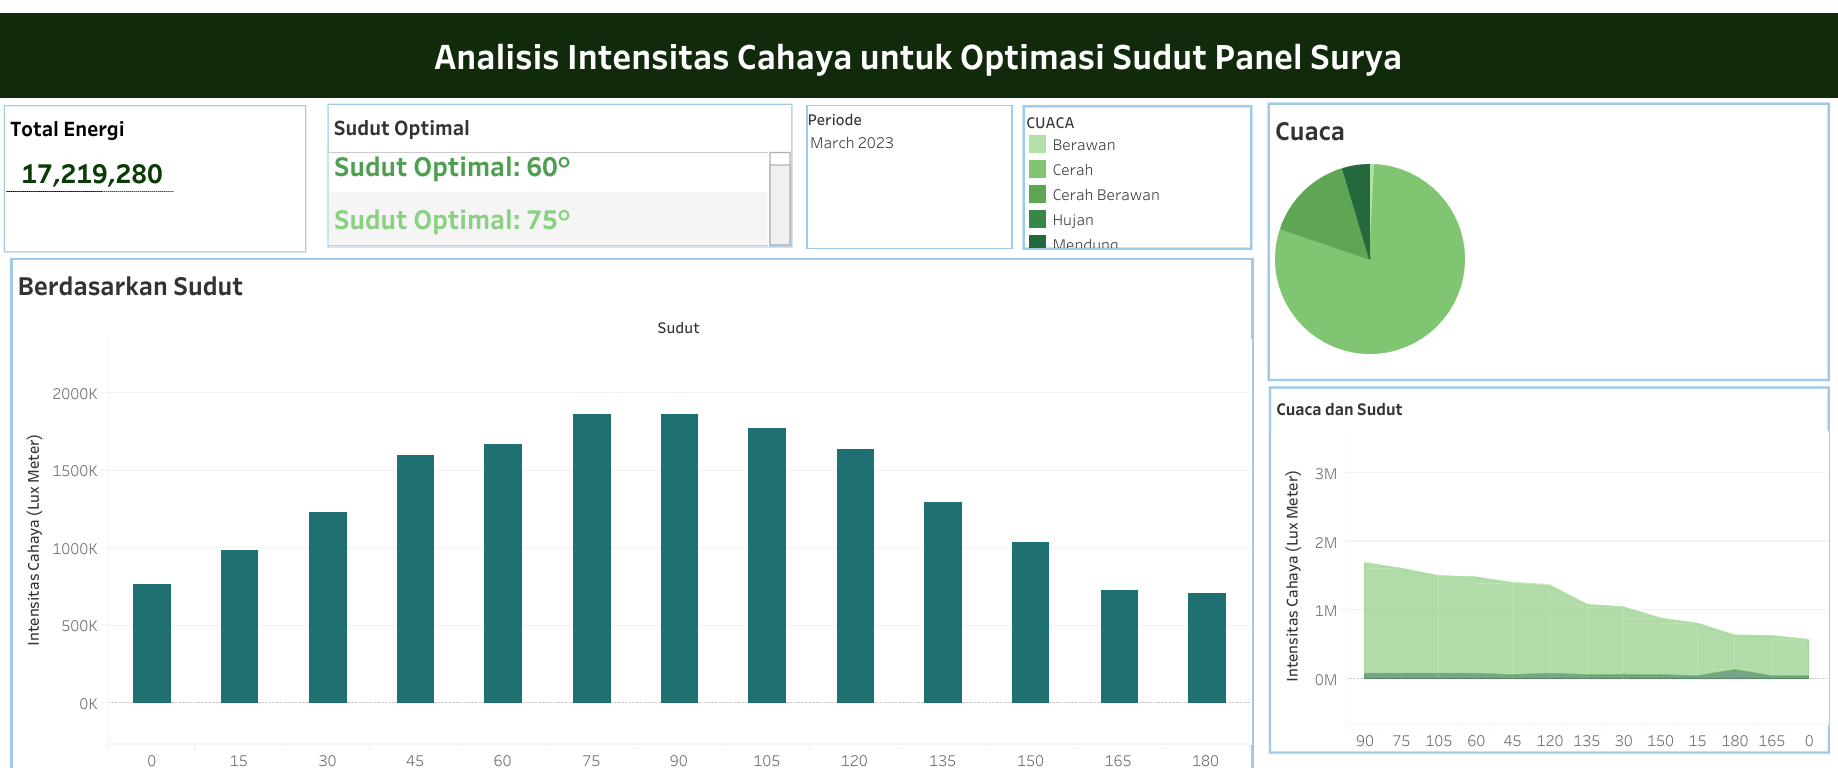 Analisis Intensitas Cahaya untuk Optimasi Sudut Panel Surya
Total Energi
17,219,280
Sudut Optimal
Sudut Optimal: 60°
Sudut Optimal: 75°
Periode
March 2023
CUACA
Berawan
Cerah
Cerah Berawan
Hujan
Mendung
Cuaca
Berdasarkan Sudut
Sudut
Intensitas Cahaya (Lux Meter)
2000K
1500K
1000K
500K
0K
0 15 30 45 60 75 90 105 120 135 150 165 180
Cuaca dan Sudut
Intensitas Cahaya (Lux Meter)
3M
2M
1M
0M
90 75 105 60 45 120 135 30 150 15 180 165 0